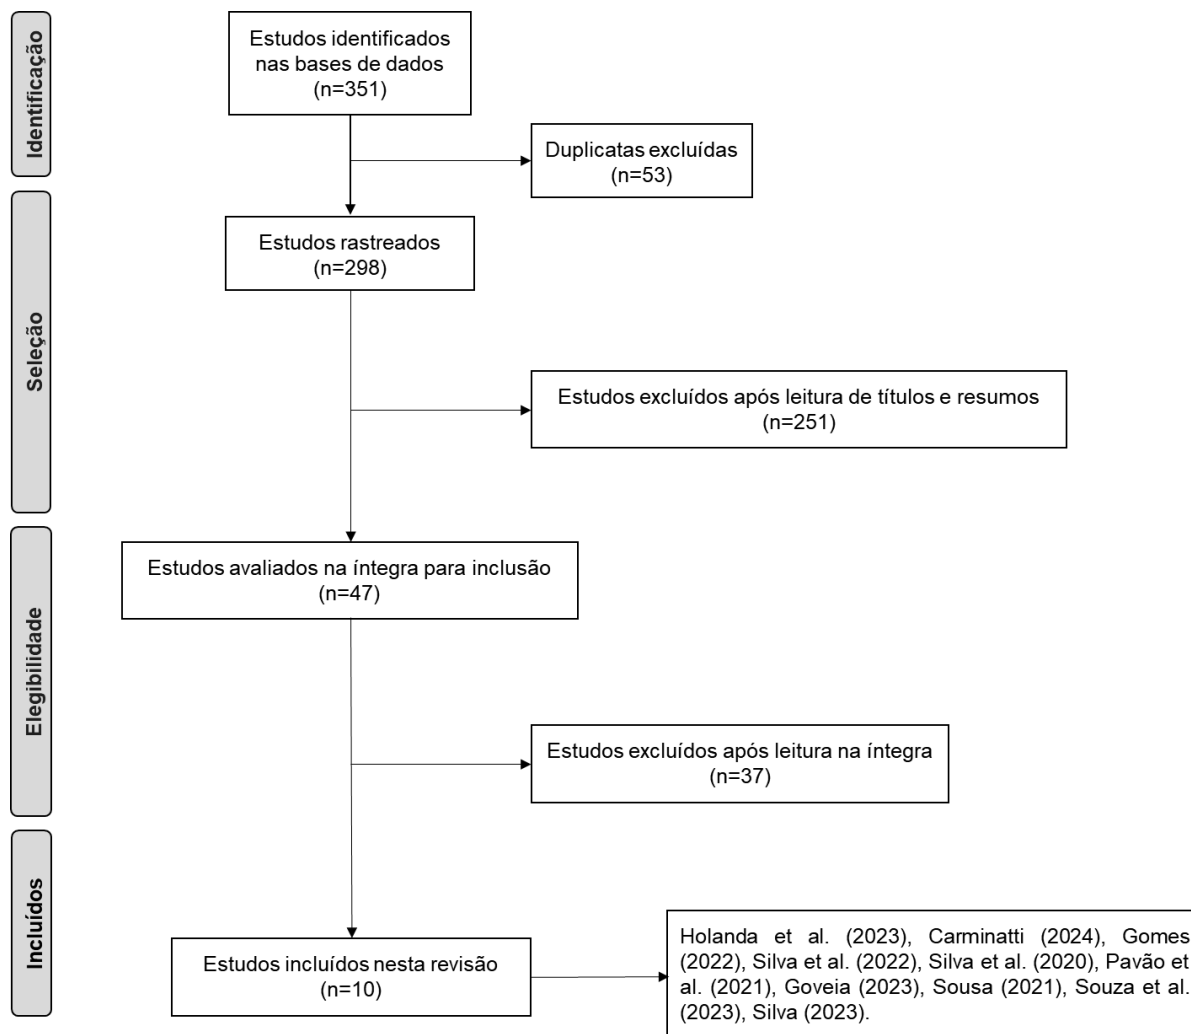 Identificação
Estudos identificados
nas bases de dados
(n=351)
Duplicatas excluídas
(n=53)
Seleção
Estudos rastreados
(n=298)
Estudos excluídos após leitura de títulos e resumos
(n=251)
Elegibilidade
Estudos avaliados na íntegra para inclusão
(n=47)
Estudos excluídos após leitura na íntegra
(n=37)
Incluídos
Estudos incluídos nesta revisão
(n=10)
Holanda et al. (2023), Carminatti (2024), Gomes
(2022), Silva et al. (2022), Silva et al. (2020), Pavão et
al. (2021), Goveia (2023), Sousa (2021), Souza et al.
(2023), Silva (2023).